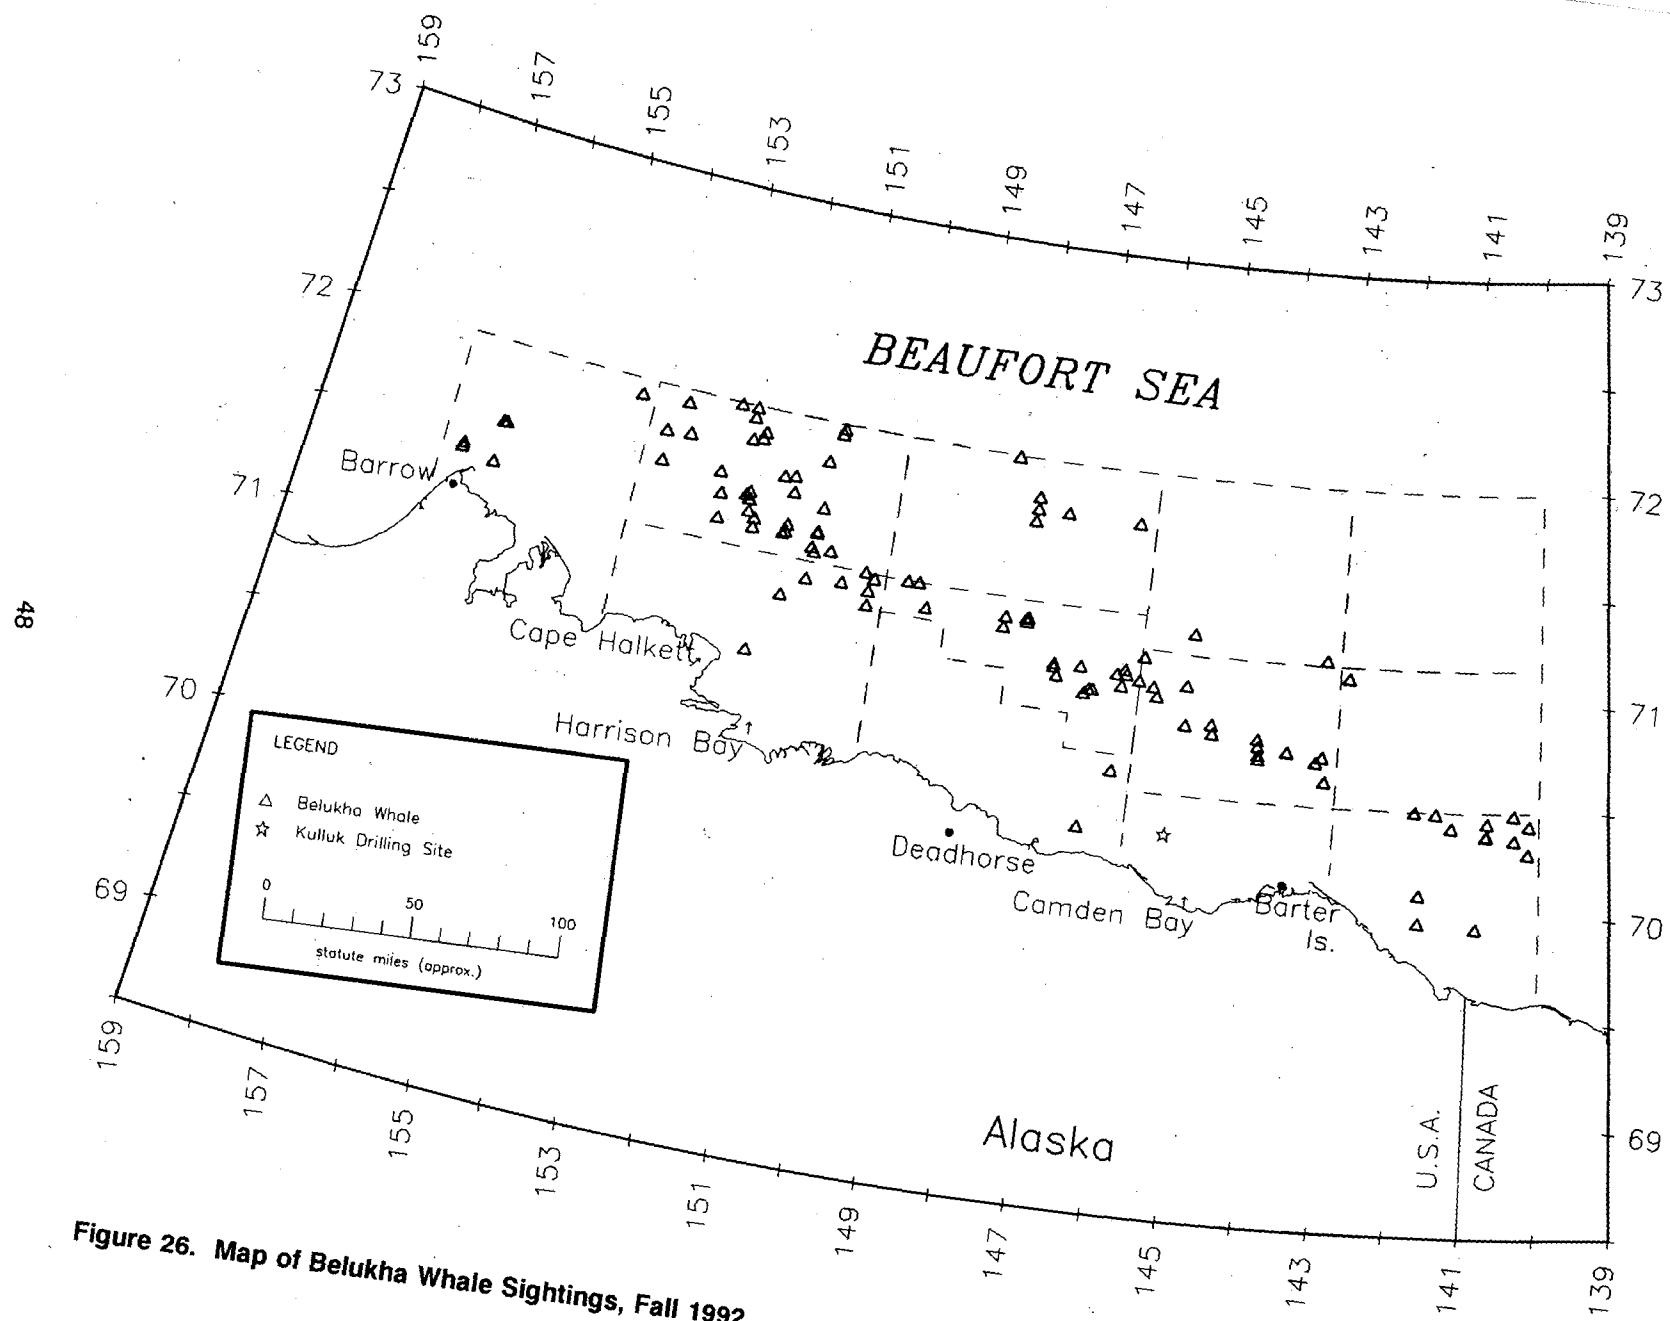 159
157
155
153
151
149
147
145
143
141
139
73
73
72
72
71
71
70
70
69
69
BEAUFORT SEA
Barrow
Cape Halkett
Harrison Bay
Deadhorse
Camden Bay
Barter
Is.
LEGEND
Belukha Whale
Kulluk Drilling Site
0 50 100
statute miles (approx.)
Alaska
U.S.A.
CANADA
159
157
155
153
151
149
147
145
143
141
139
48
Figure 26. Map of Belukha Whale Sightings, Fall 1992